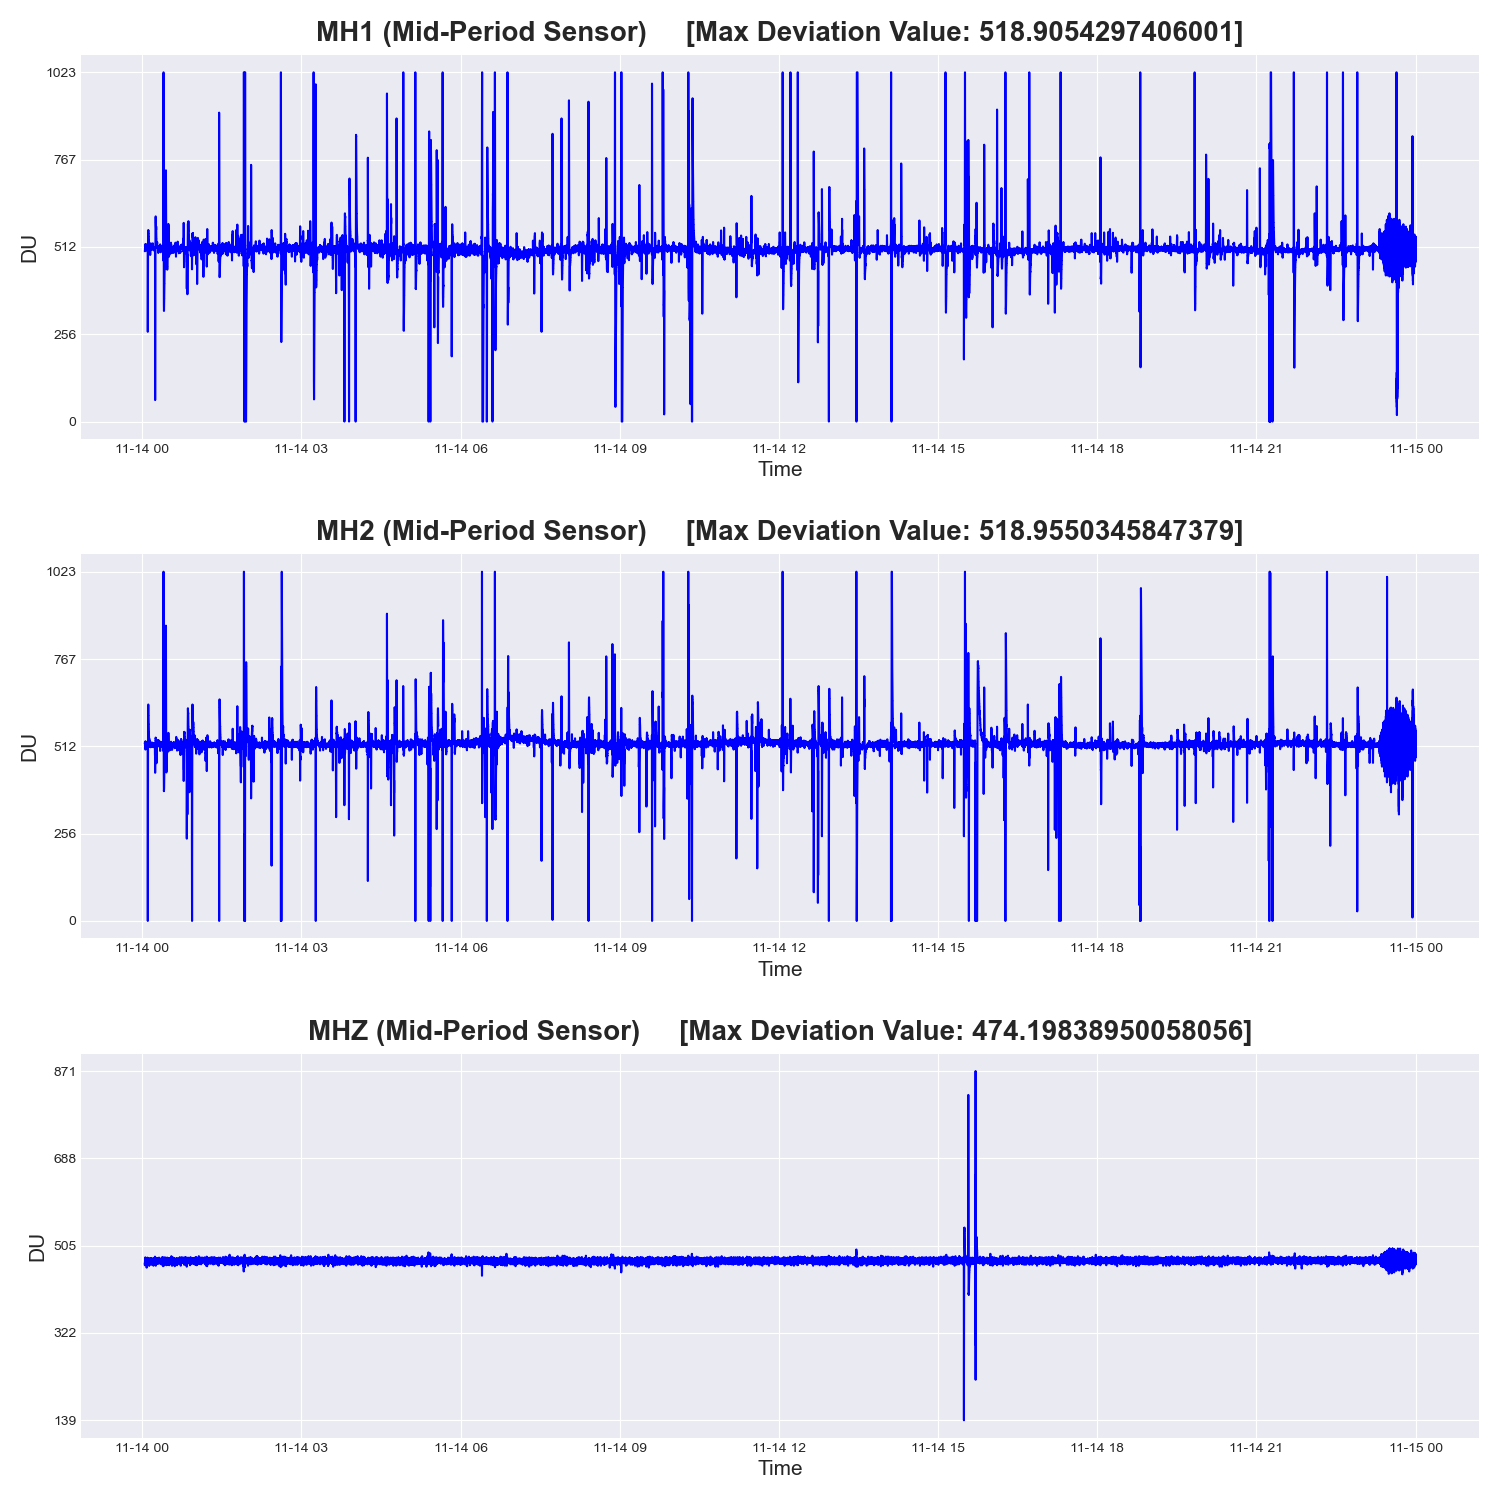 MH1 (Mid-Period Sensor)     [Max Deviation Value: 518.9054297406001]
1023
767
512
256
0
DU
11-14 00 11-14 03 11-14 06 11-14 09 11-14 12 11-14 15 11-14 18 11-14 21 11-15 00
Time
MH2 (Mid-Period Sensor)     [Max Deviation Value: 518.9550345847379]
1023
767
512
256
0
DU
11-14 00 11-14 03 11-14 06 11-14 09 11-14 12 11-14 15 11-14 18 11-14 21 11-15 00
Time
MHZ (Mid-Period Sensor)     [Max Deviation Value: 474.19838950058056]
871
688
505
322
139
DU
11-14 00 11-14 03 11-14 06 11-14 09 11-14 12 11-14 15 11-14 18 11-14 21 11-15 00
Time